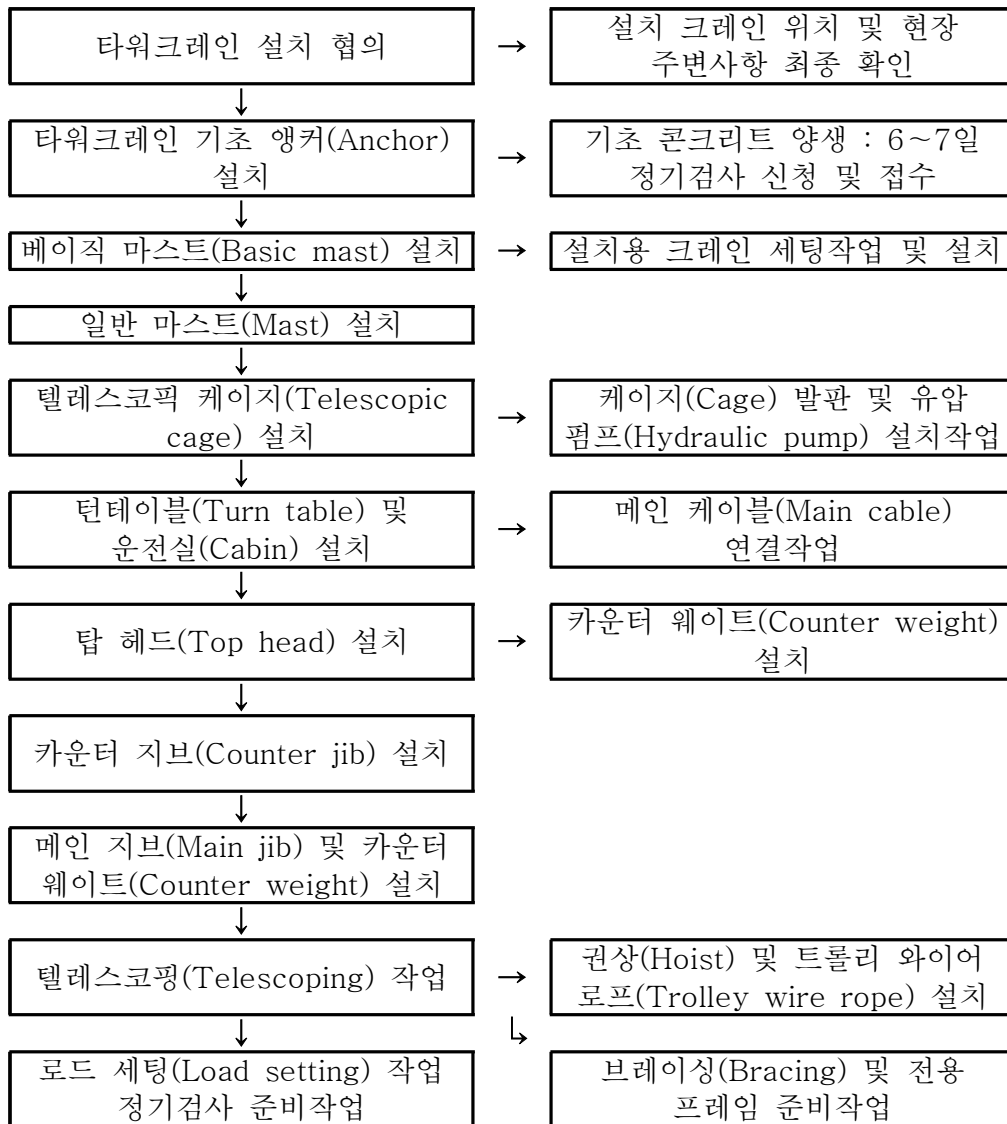 타워크레인 설치 협의
→
설치 크레인 위치 및 현장
주변사항 최종 확인
↓
타워크레인 기초 앵커(Anchor)
설치
→
기초 콘크리트 양생 : 6~7일
정기검사 신청 및 접수
↓
베이직 마스트(Basic mast) 설치
→
설치용 크레인 세팅작업 및 설치
↓
일반 마스트(Mast) 설치
↓
텔레스코픽 케이지(Telescopic
cage) 설치
→
케이지(Cage) 발판 및 유압
펌프(Hydraulic pump) 설치작업
↓
턴테이블(Turn table) 및
운전실(Cabin) 설치
→
메인 케이블(Main cable)
연결작업
↓
탑 헤드(Top head) 설치
→
카운터 웨이트(Counter weight)
설치
↓
카운터 지브(Counter jib) 설치
↓
메인 지브(Main jib) 및 카운터
웨이트(Counter weight) 설치
↓
텔레스코핑(Telescoping) 작업
→
권상(Hoist) 및 트롤리 와이어
로프(Trolley wire rope) 설치
↓
↳
로드 세팅(Load setting) 작업
정기검사 준비작업
브레이싱(Bracing) 및 전용
프레임 준비작업